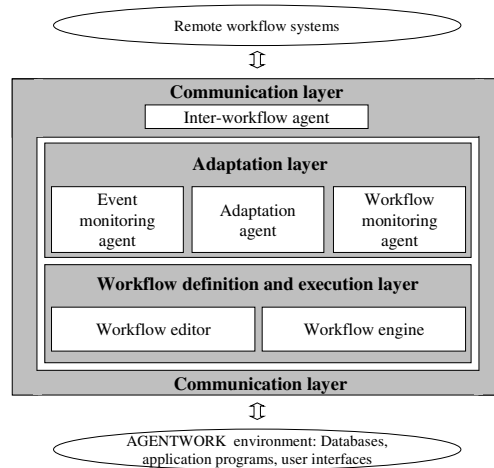 Remote workflow systems
Communication layer
Inter-workflow agent
Adaptation layer
Event
monitoring
agent
Adaptation
agent
Workflow
monitoring
agent
Workflow definition and execution layer
Workflow editor
Workflow engine
Communication layer
AGENTWORK environment: Databases,
application programs, user interfaces